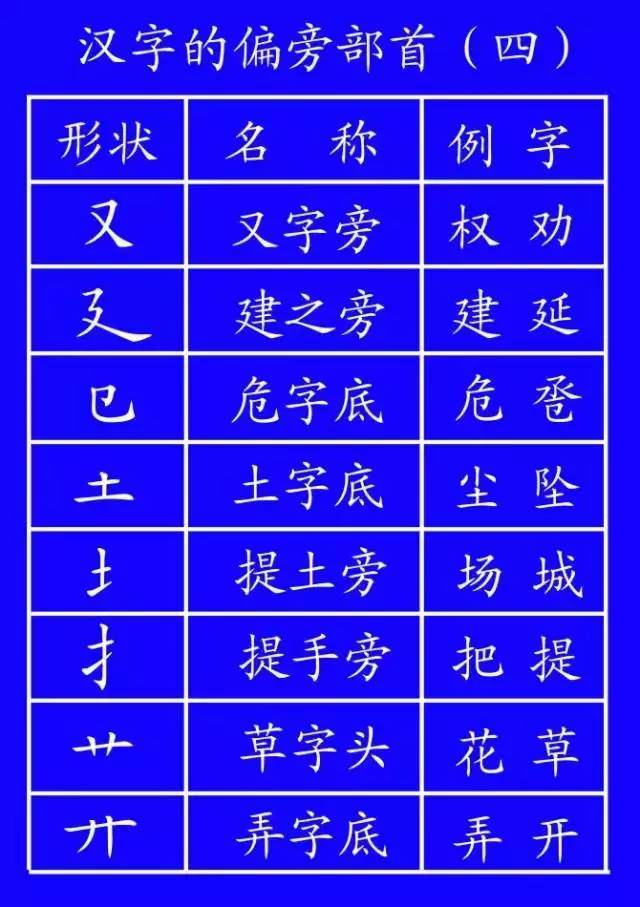 汉字的偏旁部首（四）
形状 名称 例字
又 又字旁 权劝
廴 建之旁 建延
㔾 危字底 危卺
土 土字底 尘坠
土 提土旁 场城
扌 提手旁 把提
艹 草字头 花草
廾 弄字底 弄开